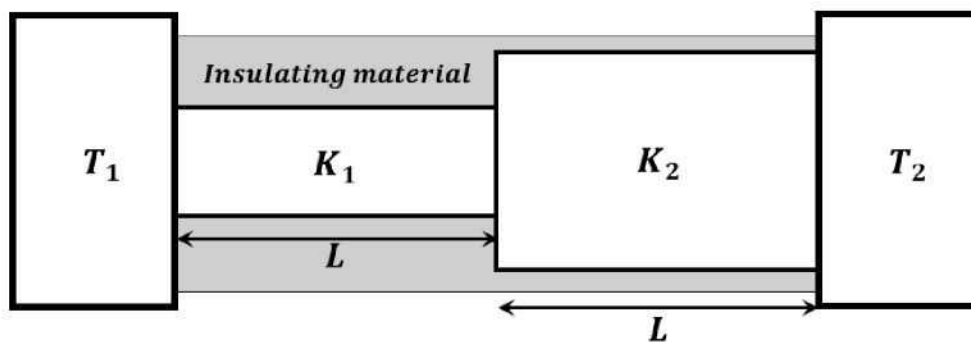 Insulating material
T₁
K₁
K₂
T₂
L
L